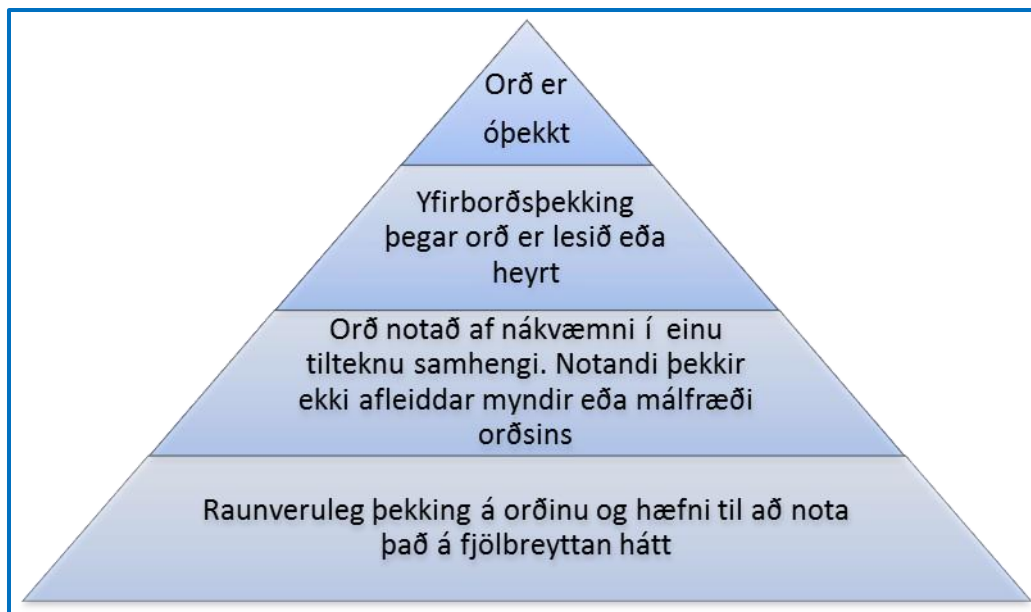 Orð er
óþekkt
Yfirborðsþekking
þegar orð er lesið eða
heyrt
Orð notað af nákvæmni í einu
tilteknu samhengi. Notandi þekkir
ekki afleiddar myndir eða málfræði
orðsins
Raunveruleg þekking á orðinu og hæfni til að nota
það á fjölbreyttan hátt